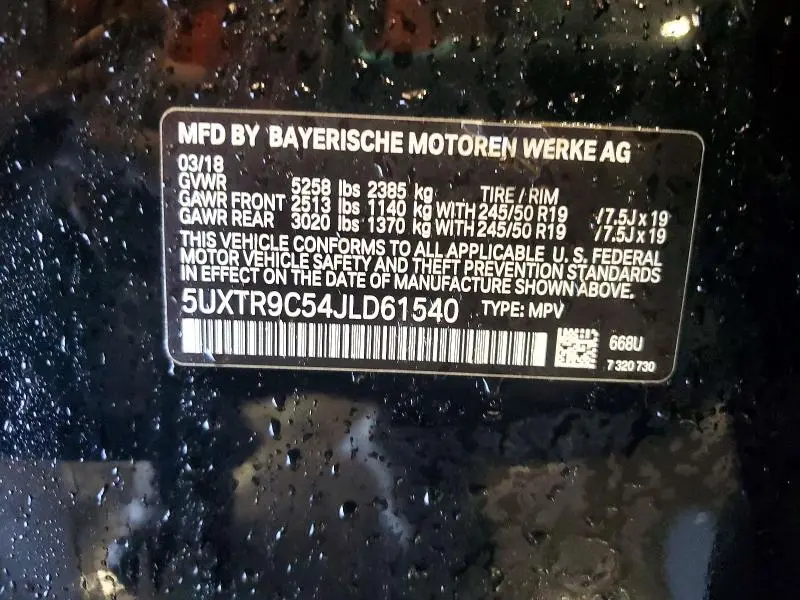 MFD BY BAYERISCHE MOTOREN WERKE AG
03/18
GVWR 5258 lbs 2385 kg TIRE / RIM
GAWR FRONT 2513 lbs 1140 kg WITH 245/50 R19 /7.5J x 19
GAWR REAR 3020 lbs 1370 kg WITH 245/50 R19 /7.5J x 19
THIS VEHICLE CONFORMS TO ALL APPLICABLE U. S. FEDERAL
MOTOR VEHICLE SAFETY AND THEFT PREVENTION STANDARDS
IN EFFECT ON THE DATE OF MANUFACTURE SHOWN ABOVE.
5UXTR9C54JLD61540 TYPE: MPV
668U
7 320 730